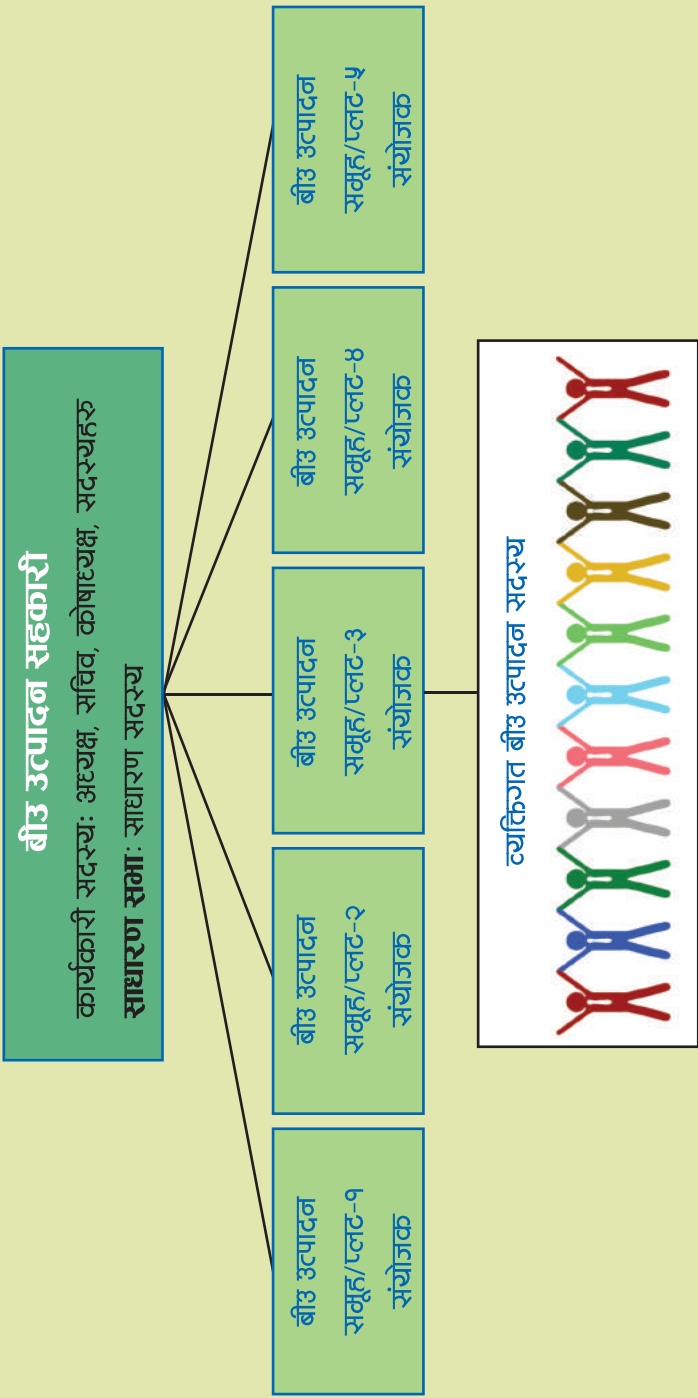 बीउ उत्पादन सहकारी
कार्यकारी सदस्य: अध्यक्ष, सचिव, कोषाध्यक्ष, सदस्यहरु
साधारण सभा: साधारण सदस्य
बीउ उत्पादन
समूह/प्लट-१
संयोजक
बीउ उत्पादन
समूह/प्लट-२
संयोजक
बीउ उत्पादन
समूह/प्लट-३
संयोजक
बीउ उत्पादन
समूह/प्लट-४
संयोजक
बीउ उत्पादन
समूह/प्लट-५
संयोजक
व्यक्तिगत बीउ उत्पादन सदस्य